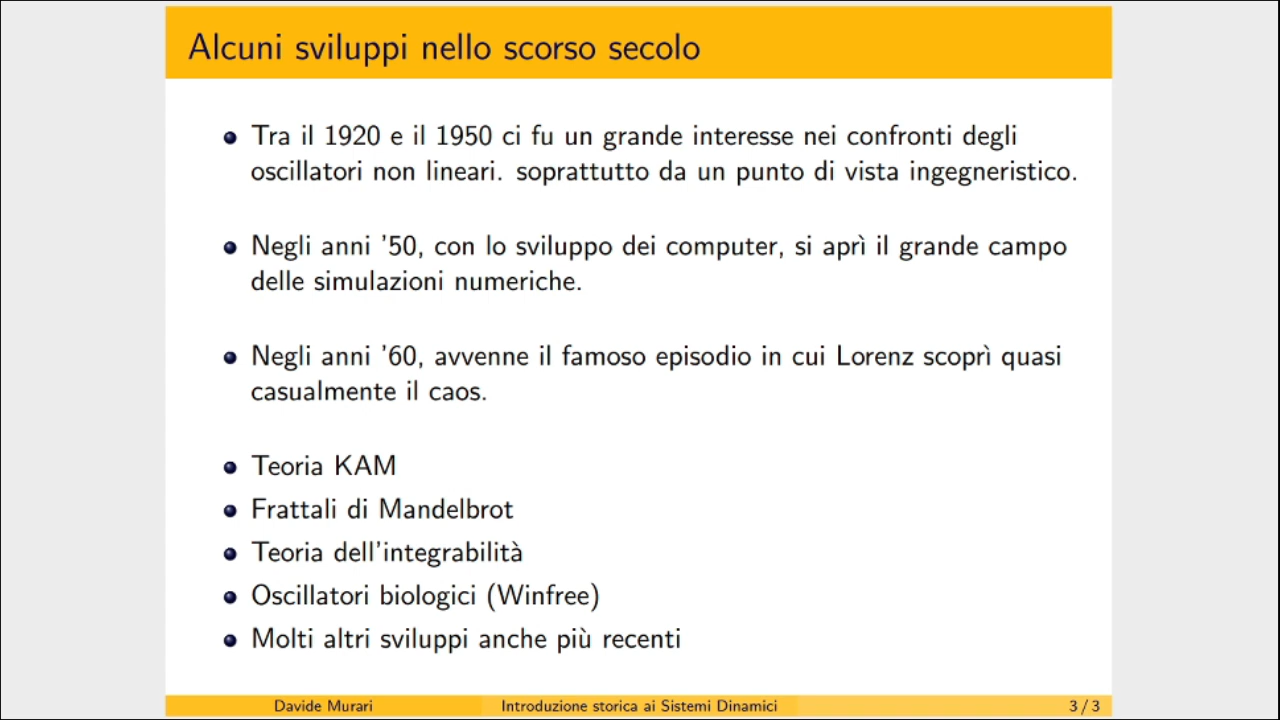 Alcuni sviluppi nello scorso secolo
Tra il 1920 e il 1950 ci fu un grande interesse nei confronti degli
oscillatori non lineari. soprattutto da un punto di vista ingegneristico.
Negli anni '50, con lo sviluppo dei computer, si aprì il grande campo
delle simulazioni numeriche.
Negli anni '60, avvenne il famoso episodio in cui Lorenz scoprì quasi
casualmente il caos.
Teoria KAM
Frattali di Mandelbrot
Teoria dell'integrabilità
Oscillatori biologici (Winfree)
Molti altri sviluppi anche più recenti
Davide Murari Introduzione storica ai Sistemi Dinamici 3 / 3